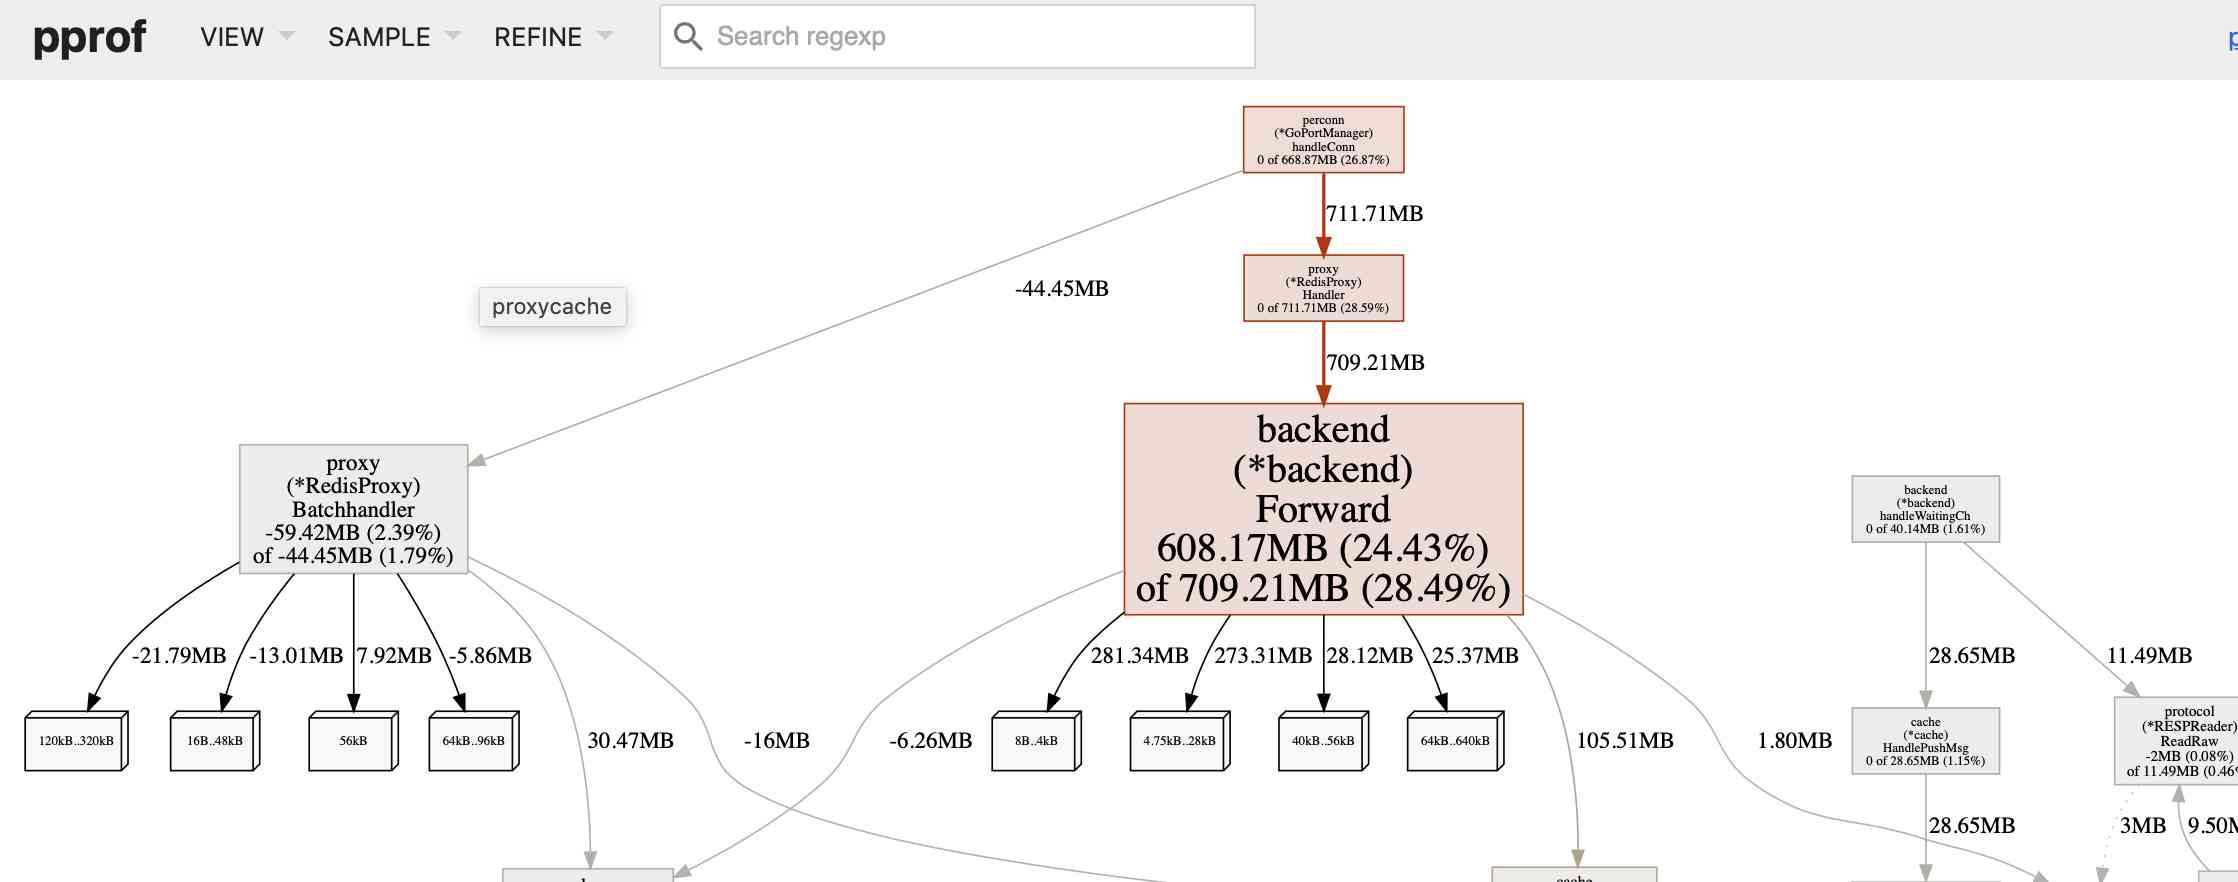 pprof
VIEW
SAMPLE
REFINE
Search regexp
perconn
(*GoPortManager)
handleConn
0 of 668.87MB (26.87%)
711.71MB
-44.45MB
proxycache
proxy
(*RedisProxy)
Handler
0 of 711.71MB (28.59%)
709.21MB
proxy
(*RedisProxy)
Batchhandler
-59.42MB (2.39%)
of -44.45MB (1.79%)
backend
(*backend)
Forward
608.17MB (24.43%)
of 709.21MB (28.49%)
backend
(*backend)
handleWaitingCh
0 of 40.14MB (1.61%)
-21.79MB
-13.01MB
7.92MB
-5.86MB
281.34MB
273.31MB
28.12MB
25.37MB
28.65MB
11.49MB
120kB..320kB
16B..48kB
56kB
64kB..96kB
30.47MB
-16MB
-6.26MB
8B..4kB
4.75kB..28kB
40kB..56kB
64kB..640kB
105.51MB
1.80MB
cache
(*cache)
HandlePushMsg
0 of 28.65MB (1.15%)
protocol
(*RESPReader)
ReadRaw
-2MB (0.08%)
of 11.49MB (0.46%
28.65MB
3MB
9.50M
cache